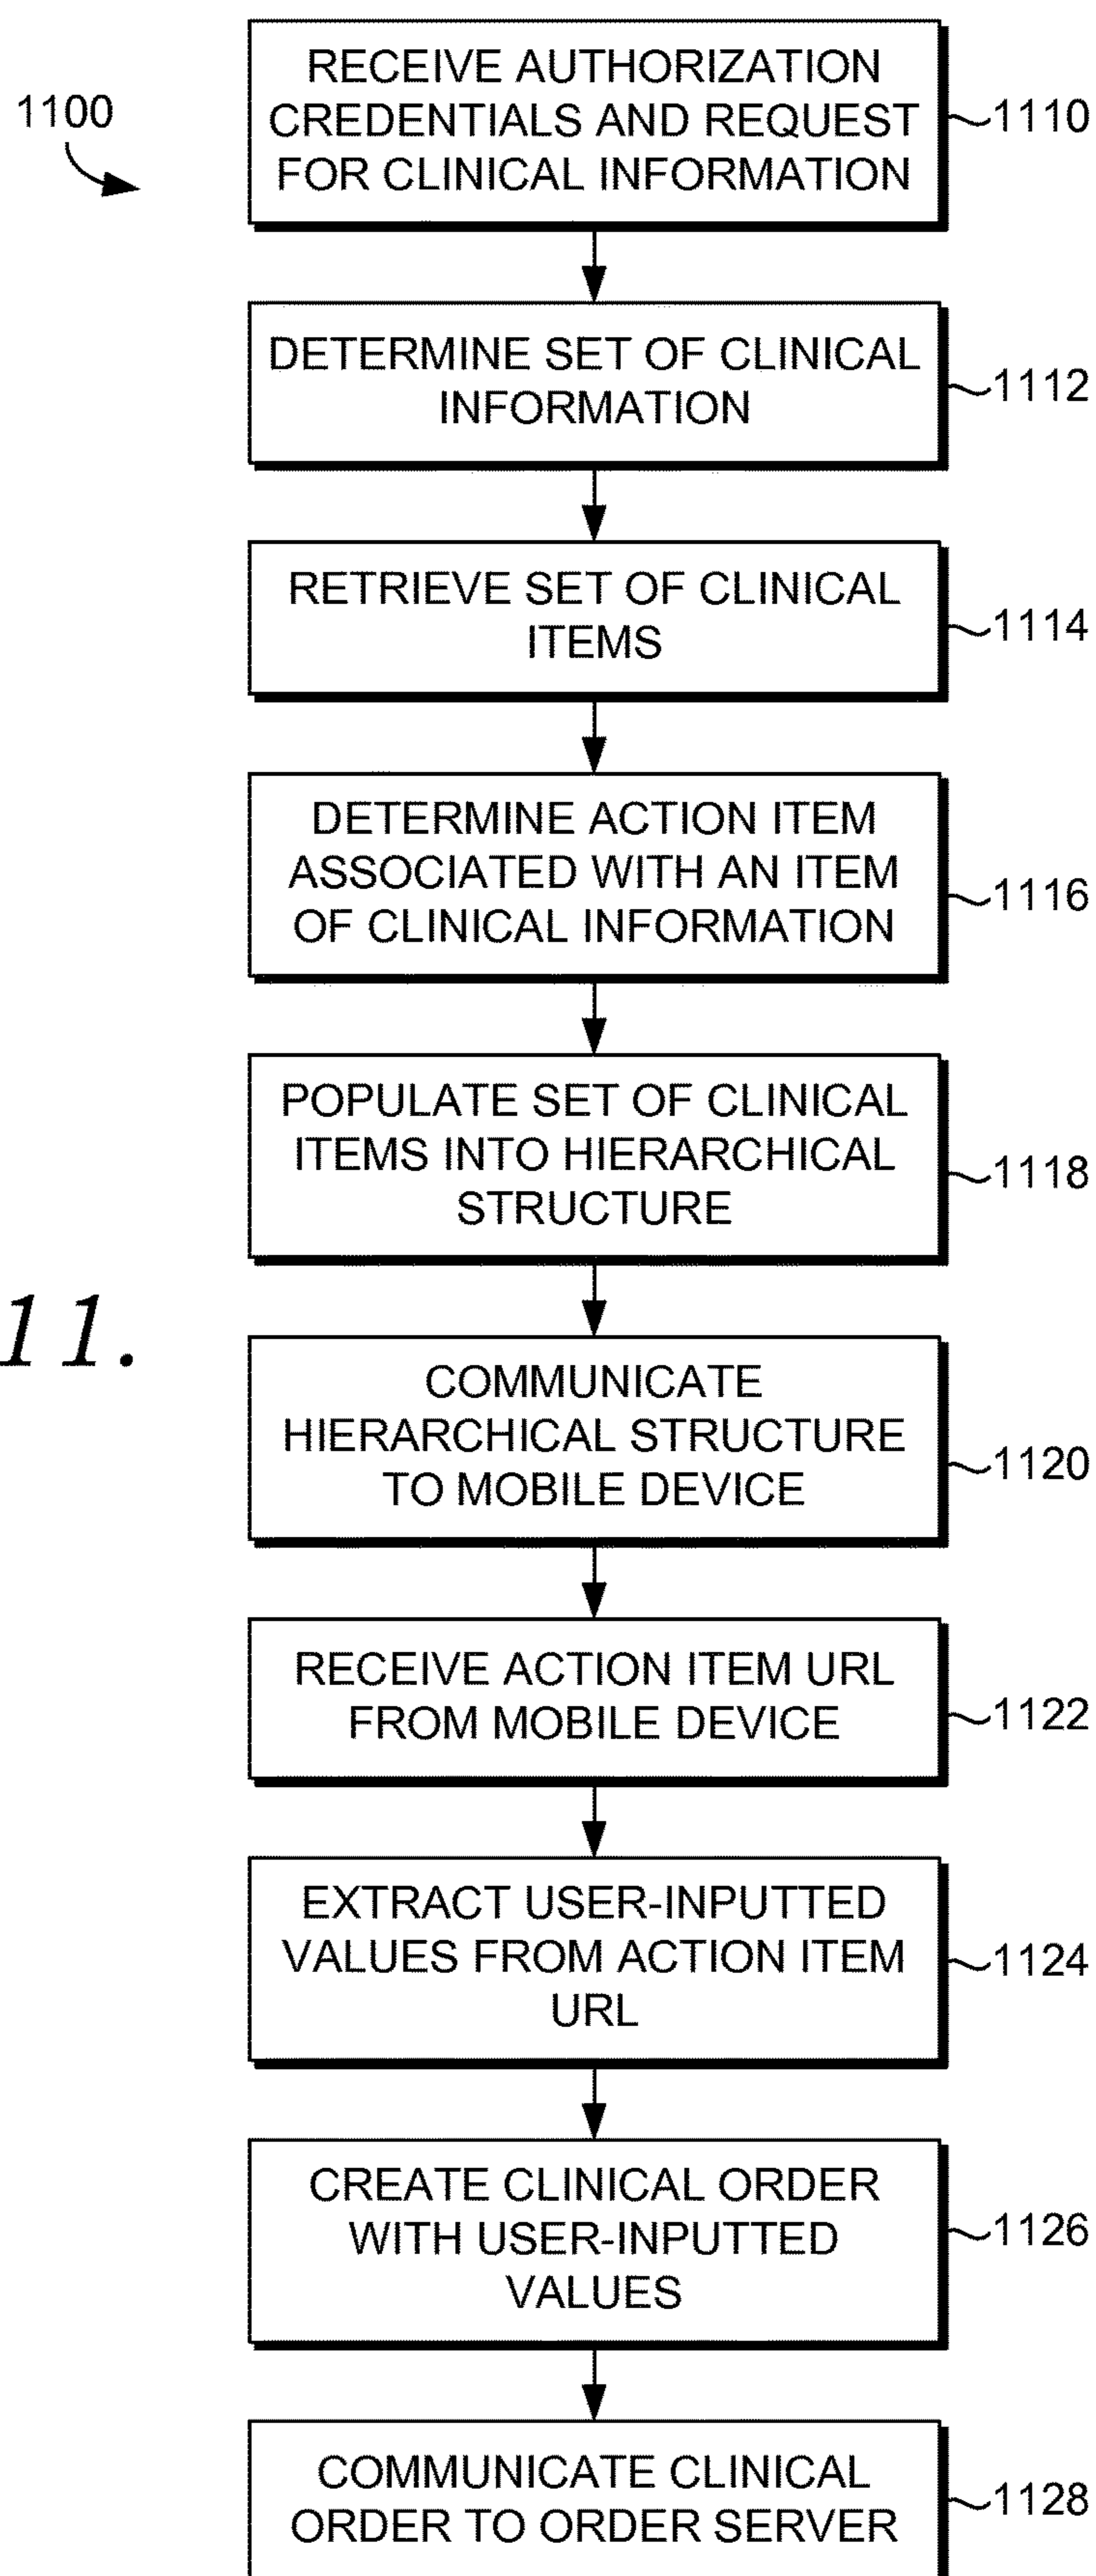 1100
RECEIVE AUTHORIZATION
CREDENTIALS AND REQUEST
FOR CLINICAL INFORMATION
1110
DETERMINE SET OF CLINICAL
INFORMATION
1112
RETRIEVE SET OF CLINICAL
ITEMS
1114
DETERMINE ACTION ITEM
ASSOCIATED WITH AN ITEM
OF CLINICAL INFORMATION
1116
POPULATE SET OF CLINICAL
ITEMS INTO HIERARCHICAL
STRUCTURE
1118
11.
COMMUNICATE
HIERARCHICAL STRUCTURE
TO MOBILE DEVICE
1120
RECEIVE ACTION ITEM URL
FROM MOBILE DEVICE
1122
EXTRACT USER-INPUTTED
VALUES FROM ACTION ITEM
URL
1124
CREATE CLINICAL ORDER
WITH USER-INPUTTED
VALUES
1126
COMMUNICATE CLINICAL
ORDER TO ORDER SERVER
1128